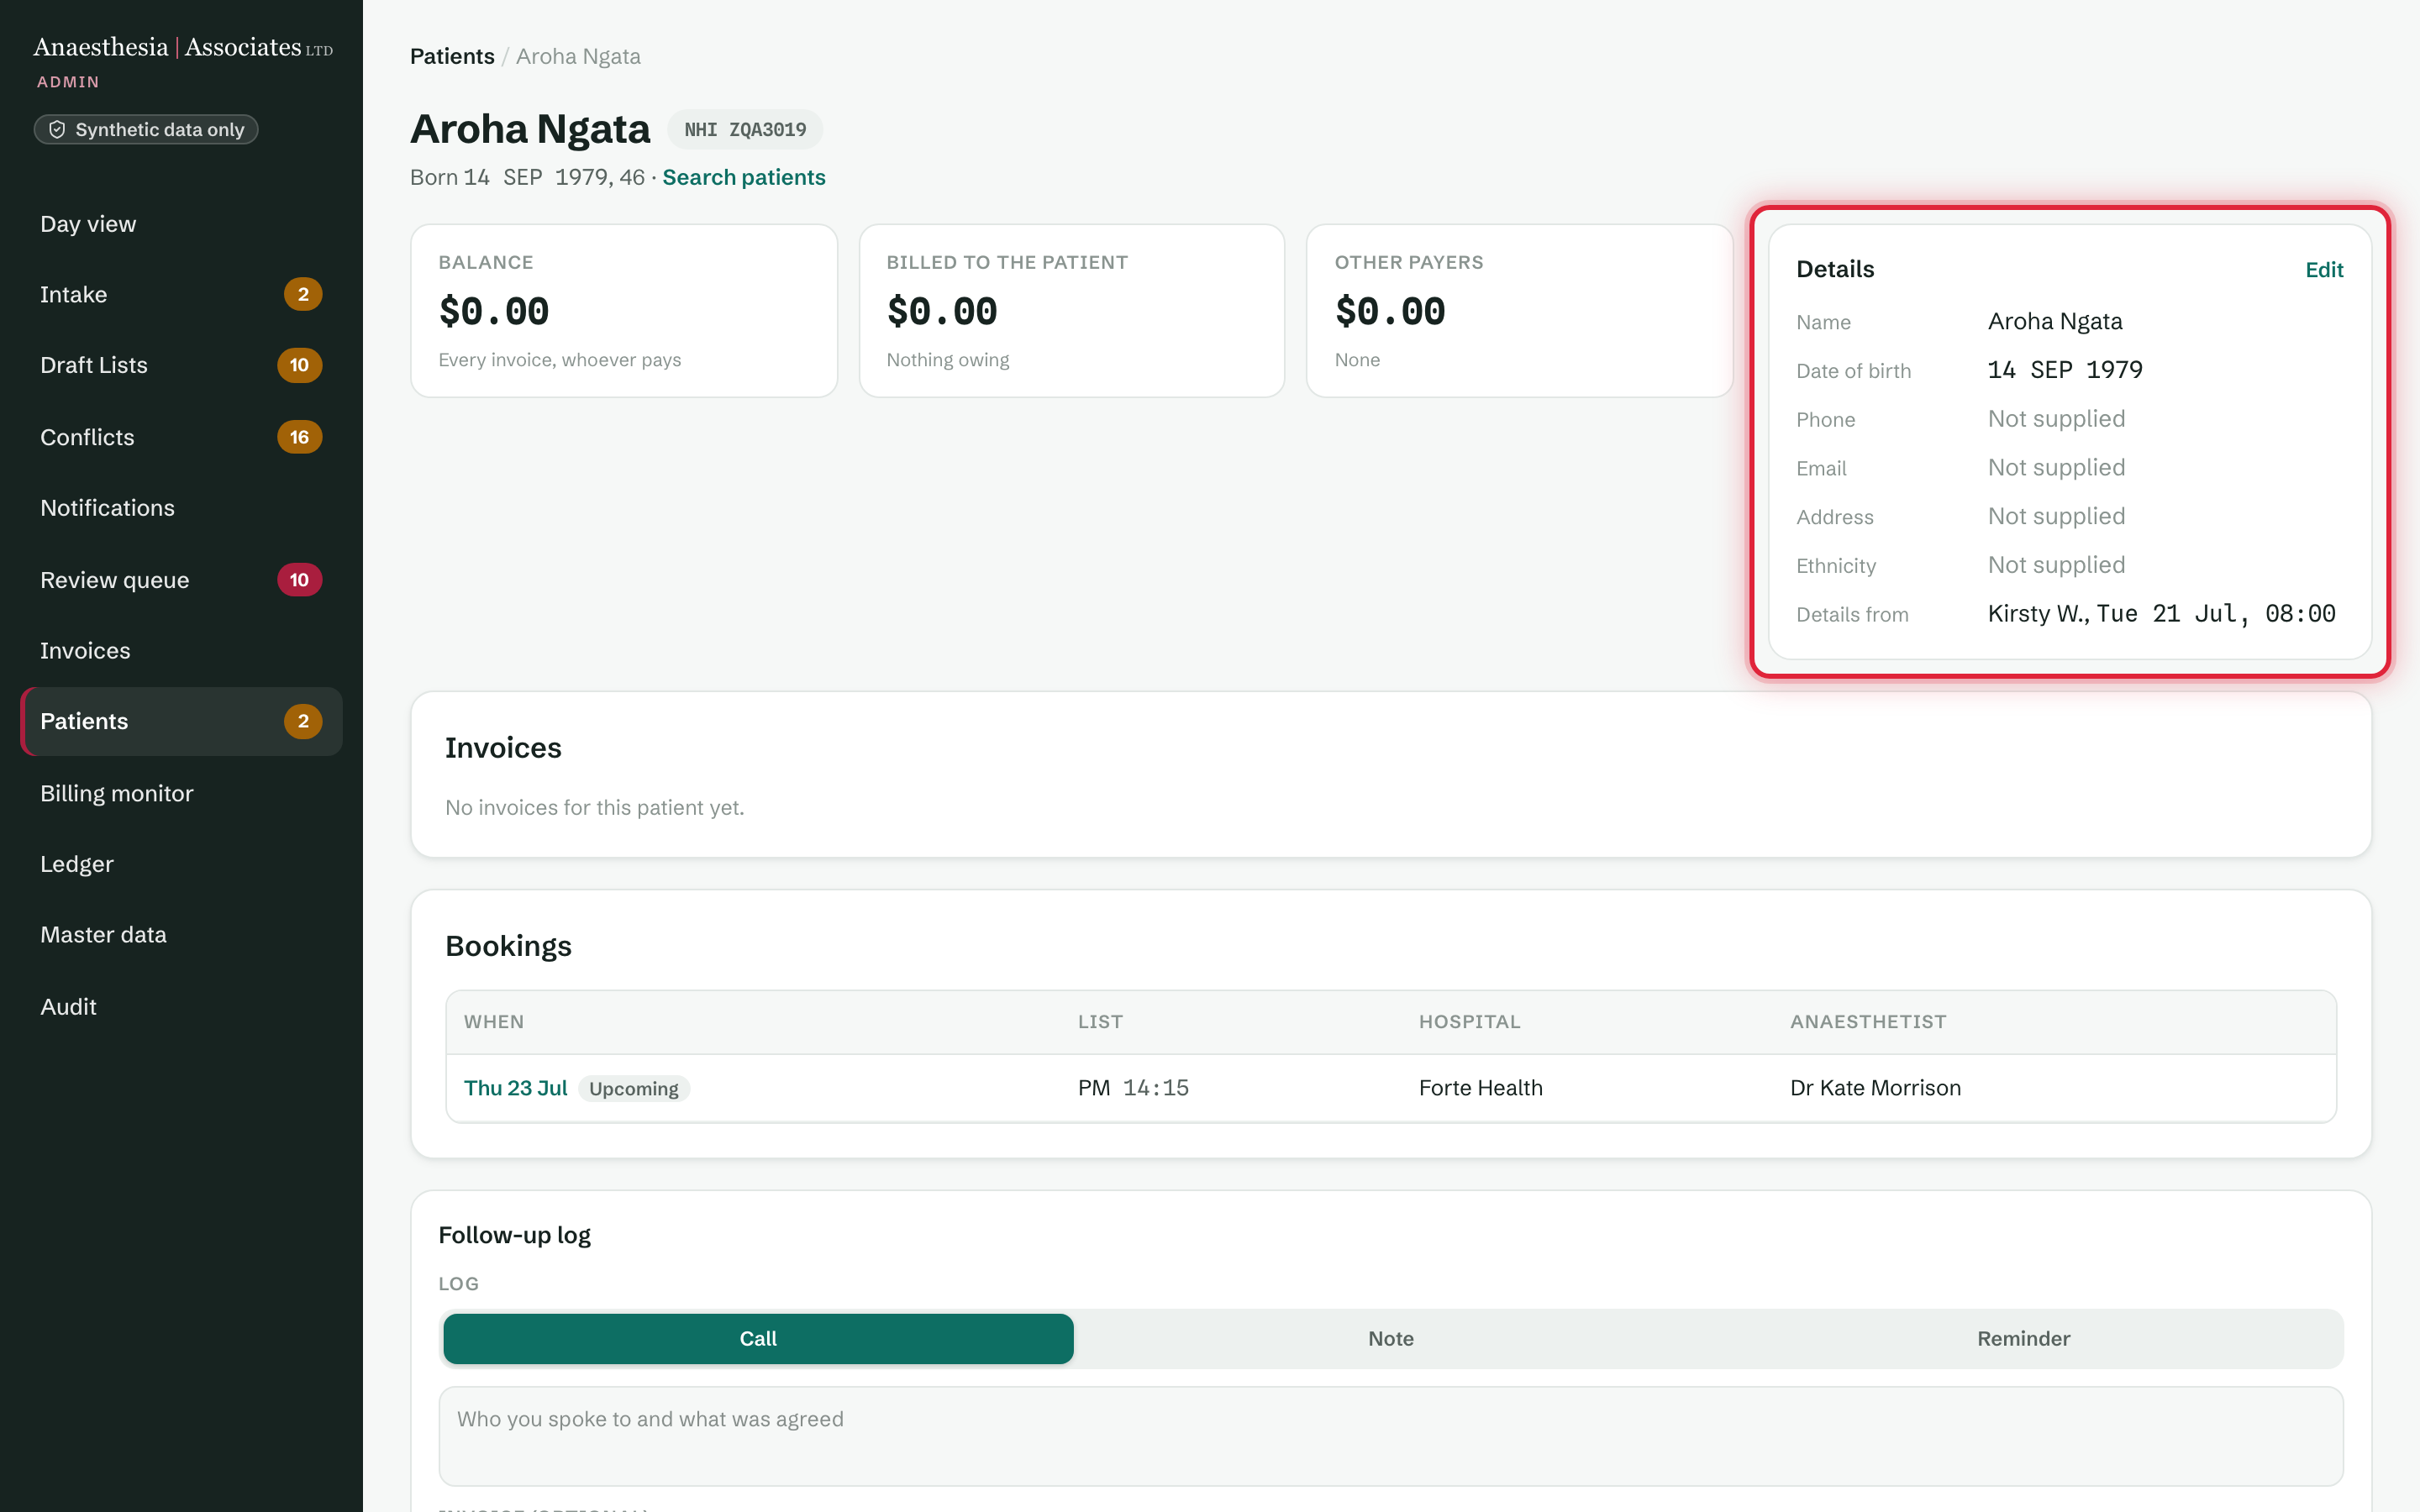 Anaesthesia | Associates LTD
ADMIN
Synthetic data only
Day view
Intake 2
Draft Lists 10
Conflicts 16
Notifications
Review queue 10
Invoices
Patients 2
Billing monitor
Ledger
Master data
Audit
Patients / Aroha Ngata
Aroha Ngata NHI ZQA3019
Born 14 SEP 1979, 46 · Search patients
BALANCE
$0.00
Every invoice, whoever pays
BILLED TO THE PATIENT
$0.00
Nothing owing
OTHER PAYERS
$0.00
None
Details Edit
Name Aroha Ngata
Date of birth 14 SEP 1979
Phone Not supplied
Email Not supplied
Address Not supplied
Ethnicity Not supplied
Details from Kirsty W., Tue 21 Jul, 08:00
Invoices
No invoices for this patient yet.
Bookings
WHEN LIST HOSPITAL ANAESTHETIST
Thu 23 Jul Upcoming PM 14:15 Forte Health Dr Kate Morrison
Follow-up log
LOG
Call Note Reminder
Who you spoke to and what was agreed